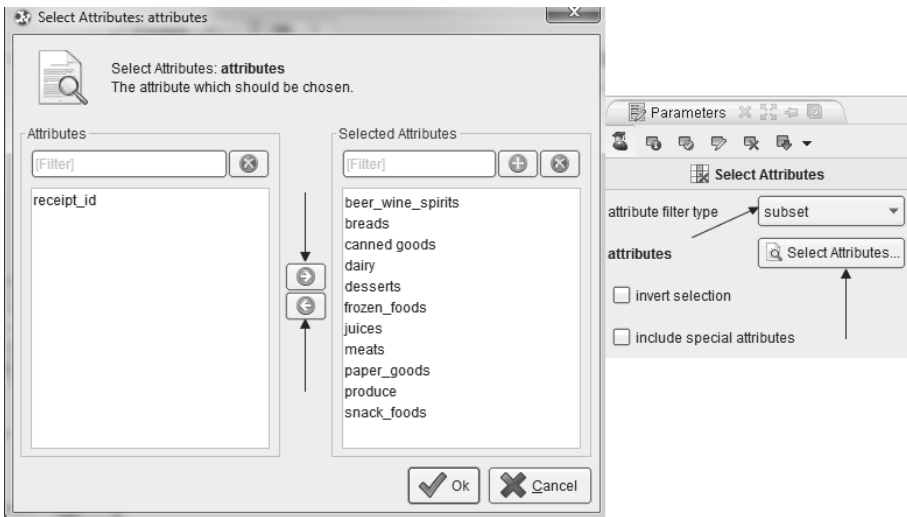 Select Attributes: attributes
Select Attributes: attributes
The attribute which should be chosen.
Attributes
[Filter]
receipt_id
Selected Attributes
[Filter]
beer_wine_spirits
breads
canned goods
dairy
desserts
frozen_foods
juices
meats
paper_goods
produce
snack_foods
Ok
Cancel
Parameters
Select Attributes
attribute filter type
subset
attributes
Select Attributes...
invert selection
include special attributes